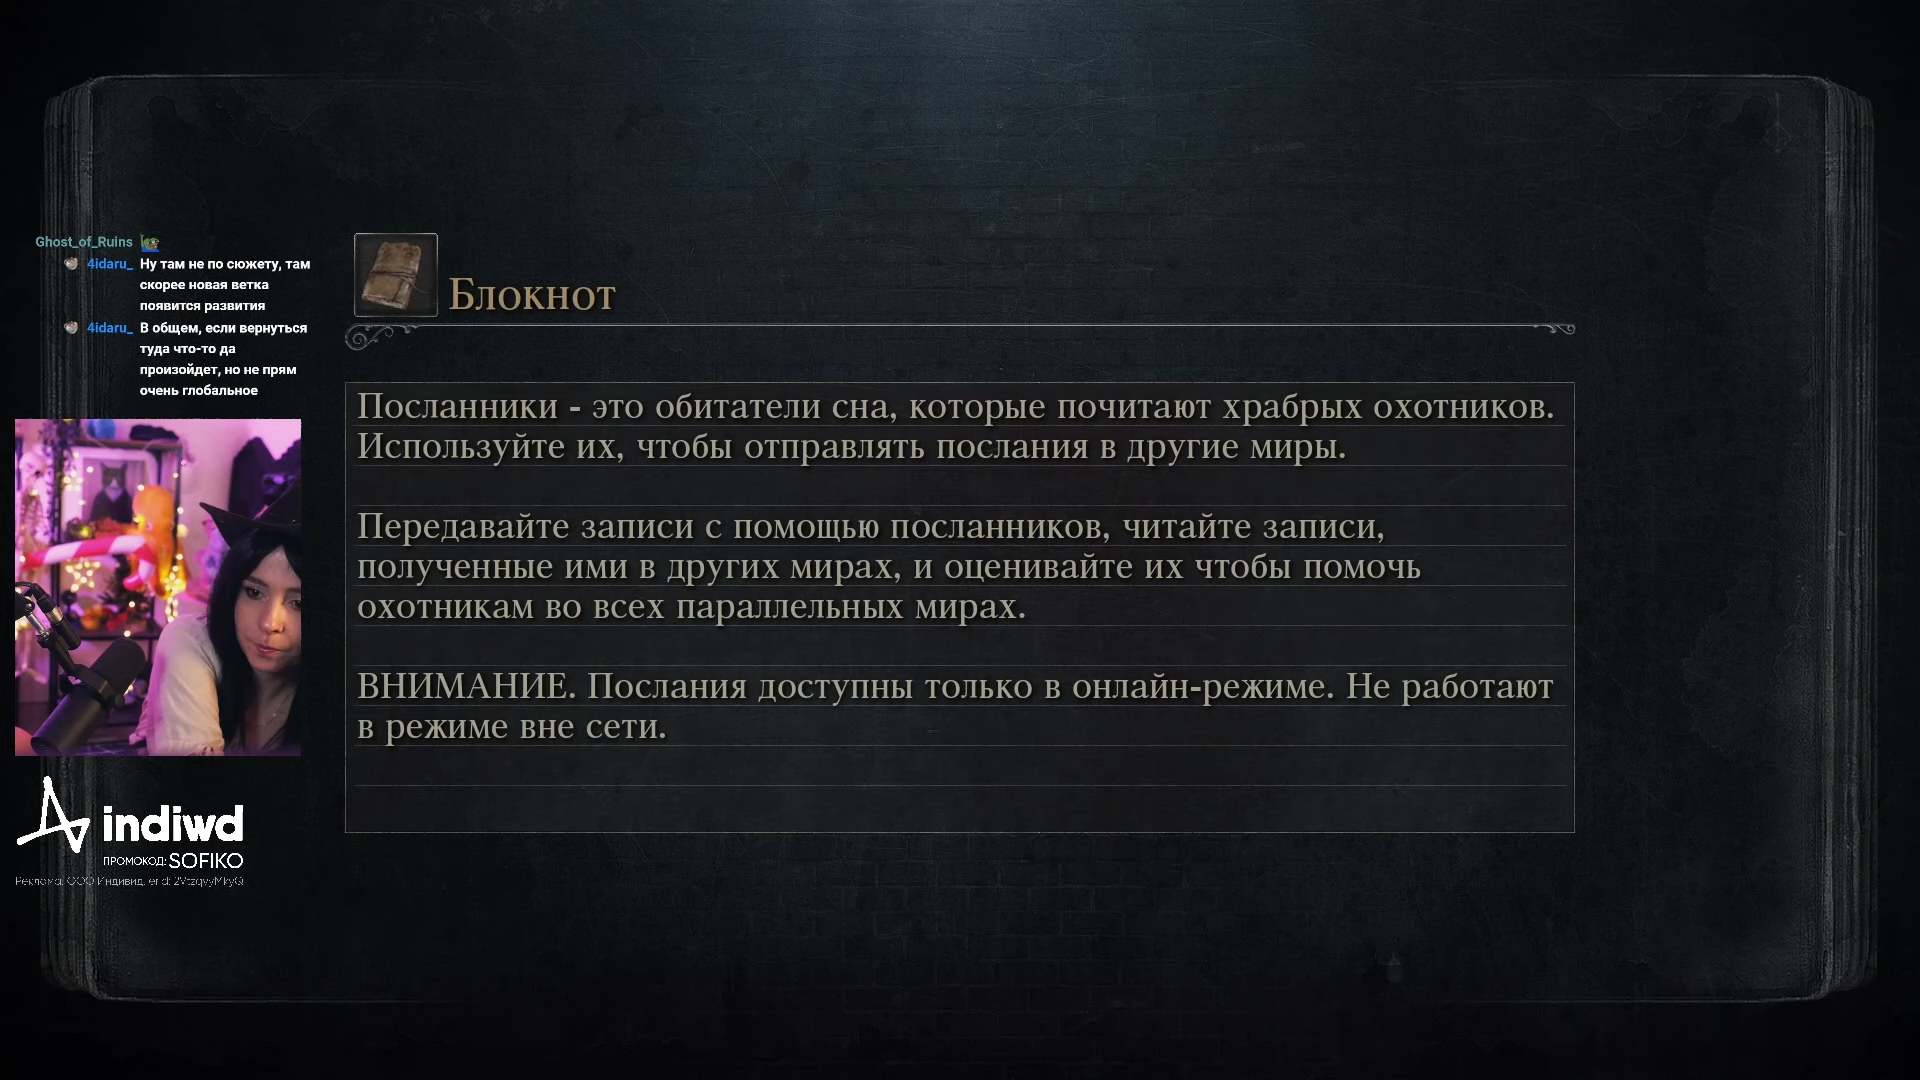 Ghost_of_Ruins
4idaru_ Ну там не по сюжету, там
скорее новая ветка
появится развития
4idaru_ В общем, если вернуться
туда что-то да
произойдет, но не прям
очень глобальное
Блокнот
Посланники - это обитатели сна, которые почитают храбрых охотников.
Используйте их, чтобы отправлять послания в другие миры.
Передавайте записи с помощью посланников, читайте записи,
полученные ими в других мирах, и оценивайте их чтобы помочь
охотникам во всех параллельных мирах.
ВНИМАНИЕ. Послания доступны только в онлайн-режиме. Не работают
в режиме вне сети.
indiwd
ПРОМОКОД: SOFIKO
Реклама. ООО Индивид. erid: